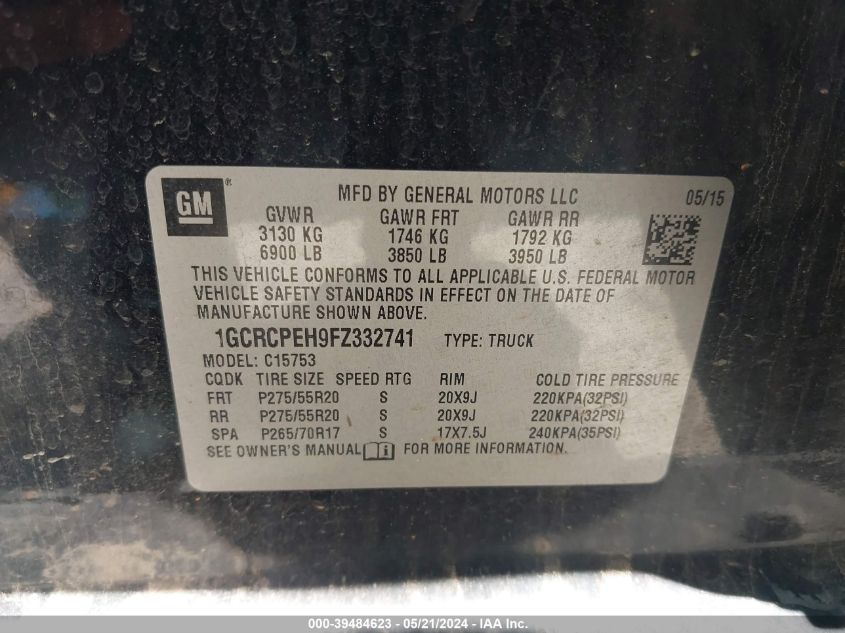 GM® MFD BY GENERAL MOTORS LLC 05/15
GVWR GAWR FRT GAWR RR
3130 KG 1746 KG 1792 KG
6900 LB 3850 LB 3950 LB
THIS VEHICLE CONFORMS TO ALL APPLICABLE U.S. FEDERAL MOTOR
VEHICLE SAFETY STANDARDS IN EFFECT ON THE DATE OF
MANUFACTURE SHOWN ABOVE.
1GCRCPEH9FZ332741 TYPE: TRUCK
MODEL: C15753
CQDK TIRE SIZE SPEED RTG RIM COLD TIRE PRESSURE
FRT P275/55R20 S 20X9J 220KPA(32PSI)
RR P275/55R20 S 20X9J 220KPA(32PSI)
SPA P265/70R17 S 17X7.5J 240KPA(35PSI)
SEE OWNER'S MANUAL FOR MORE INFORMATION.
000-39484623 - 05/21/2024 - IAA Inc.